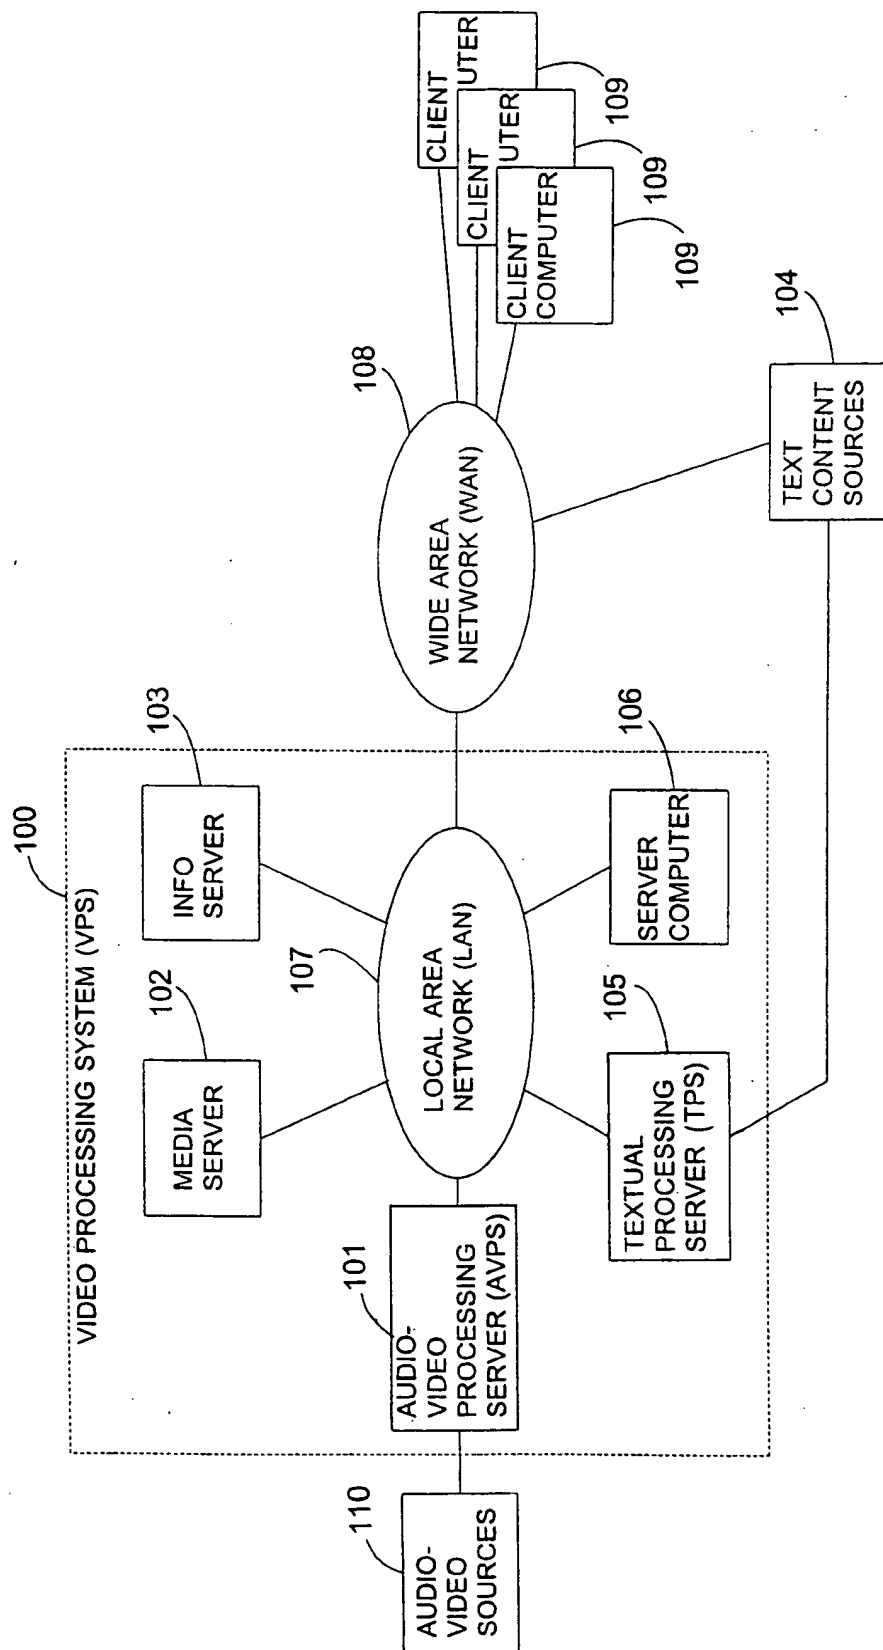 100
VIDEO PROCESSING SYSTEM (VPS)
110
AUDIO-
VIDEO
SOURCES
101
AUDIO-
VIDEO
PROCESSING
SERVER (AVPS)
102
MEDIA
SERVER
103
INFO
SERVER
107
LOCAL AREA
NETWORK (LAN)
105
TEXTUAL
PROCESSING
SERVER (TPS)
106
SERVER
COMPUTER
108
WIDE AREA
NETWORK (WAN)
CLIENT
UTER
109
CLIENT
UTER
109
CLIENT
COMPUTER
109
104
TEXT
CONTENT
SOURCES